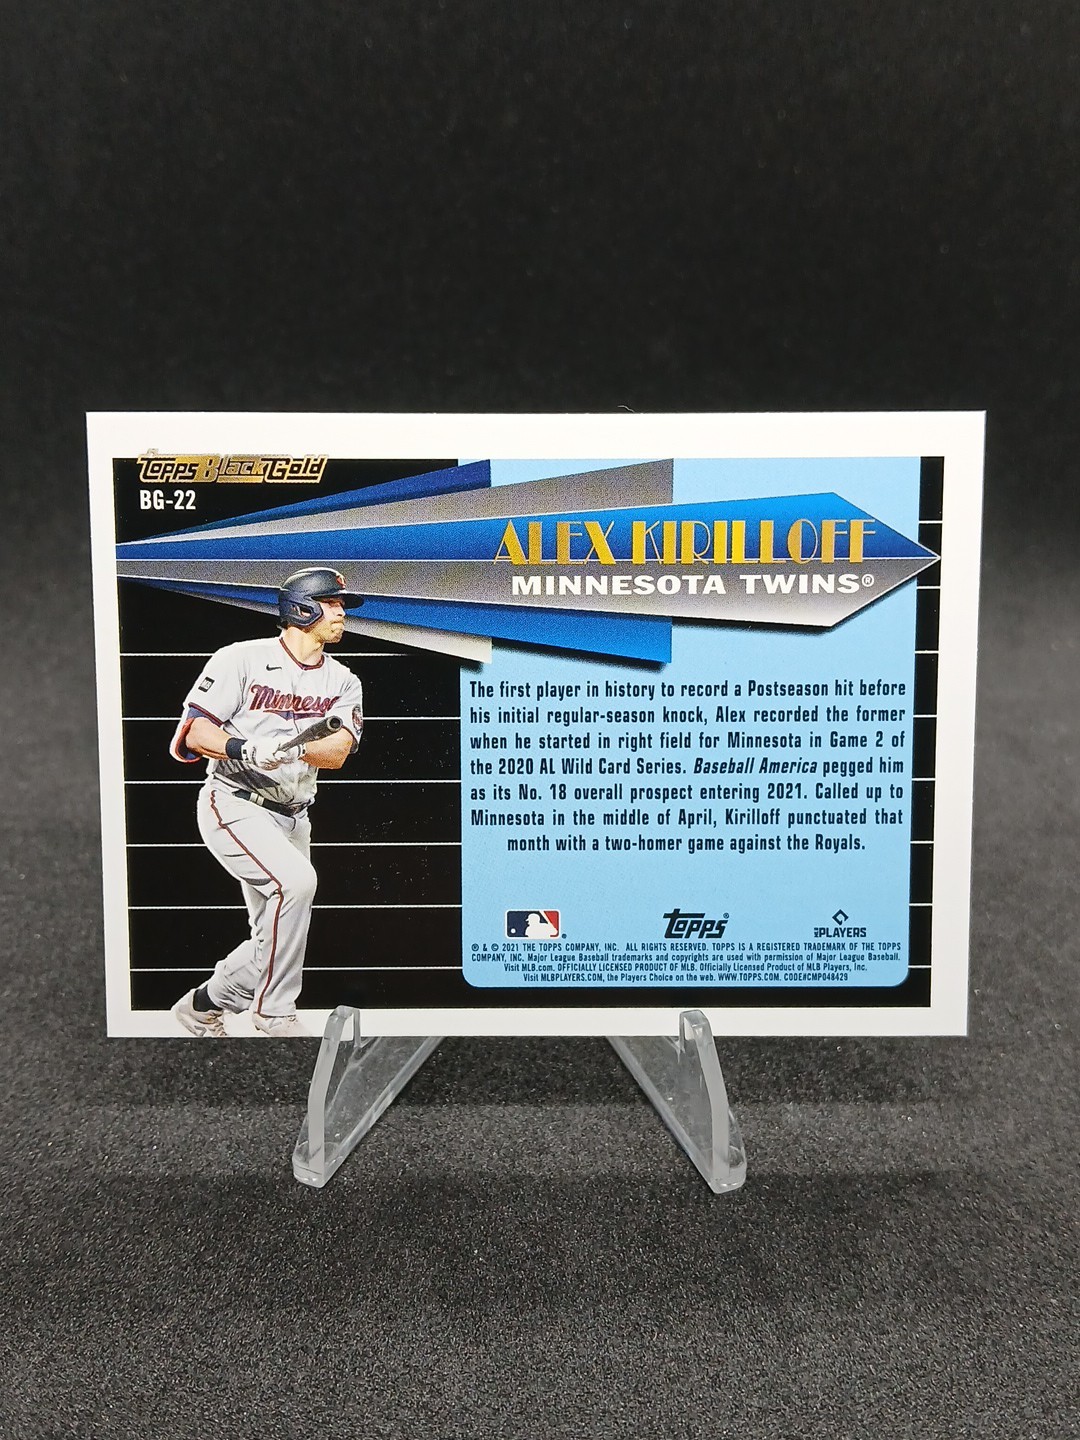 Topps Black Gold
BG-22
ALEX KIRILLOFF
MINNESOTA TWINS®
Minneso
The first player in history to record a Postseason hit before
his initial regular-season knock, Alex recorded the former
when he started in right field for Minnesota in Game 2 of
the 2020 AL Wild Card Series. Baseball America pegged him
as its No. 18 overall prospect entering 2021. Called up to
Minnesota in the middle of April, Kirilloff punctuated that
month with a two-homer game against the Royals.
Topps®
MLB PLAYERS
® & © 2021 THE TOPPS COMPANY, INC. ALL RIGHTS RESERVED. TOPPS IS A REGISTERED TRADEMARK OF THE TOPPS
COMPANY, INC. Major League Baseball trademarks and copyrights are used with permission of Major League Baseball.
Visit MLB.com. OFFICIALLY LICENSED PRODUCT OF MLB. Officially Licensed Product of MLB Players, Inc.
Visit MLBPLAYERS.COM, the Players Choice on the web. WWW.TOPPS.COM. CODE#CMP048429